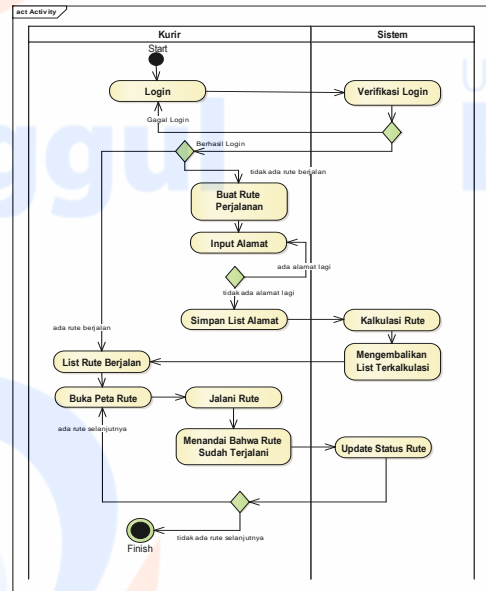 act Activity
Kurir
Sistem
Start
Login
Verifikasi Login
Gagal Login
Berhasil Login
tidak ada rute berjalan
Buat Rute
Perjalanan
Input Alamat
ada alamat lagi
tidak ada alamat lagi
Simpan List Alamat
Kalkulasi Rute
ada rute berjalan
List Rute Berjalan
Mengembalikan
List Terkalkulasi
Buka Peta Rute
Jalani Rute
ada rute selanjutnya
Menandai Bahwa Rute
Sudah Terjalani
Update Status Rute
Finish
tidak ada rute selanjutnya
ggul